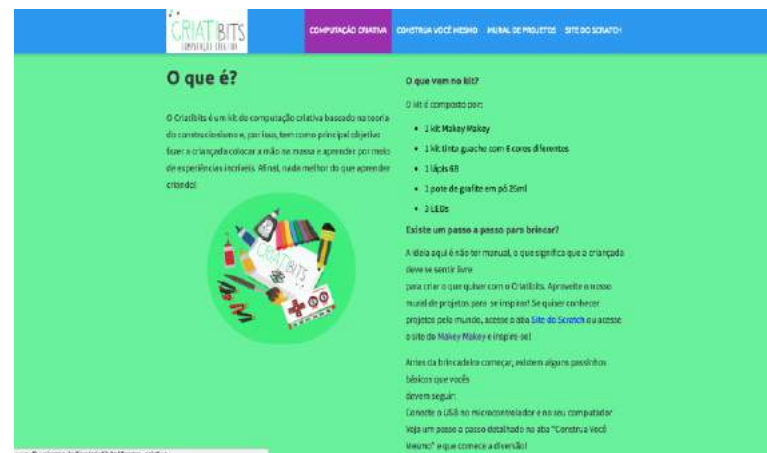 CRIATIBITS
COMPUTAÇÃO CRIATIVA
COMPUTAÇÃO CRIATIVA
CONSTRUA VOCÊ MESMO
MURAL DE PROJETOS
SITE DO SCRATCH
O que é?
O Criatibits é um kit de computação criativa baseado na teoria
do construcionismo e, por isso, tem como principal objetivo
fazer a criançada colocar a mão na massa e aprender por meio
de experiências incríveis. Afinal, nada melhor do que aprender
criando!
CRIATIBITS
O que vem no kit?
O kit é composto por:
• 1 kit Makey Makey
• 1 kit tinta guache com 6 cores diferentes
• 1 lápis 6B
• 1 pote de grafite em pó 25ml
• 3 LEDs
Existe um passo a passo para brincar?
A ideia aqui é não ter manual, o que significa que a criançada
deve se sentir livre
para criar o que quiser com o Criatibits. Aproveite o nosso
mural de projetos para se inspirar! Se quiser conhecer
projetos pelo mundo, acesse a aba Site do Scratch ou acesse
o site do Makey Makey e inspire-se!
Antes da brincadeira começar, existem alguns passinhos
básicos que vocês
devem seguir:
Conecte o USB no microcontrolador e no seu computador
Veja um passo a passo detalhado na aba "Construa Você
Mesmo" e que comece a diversão!